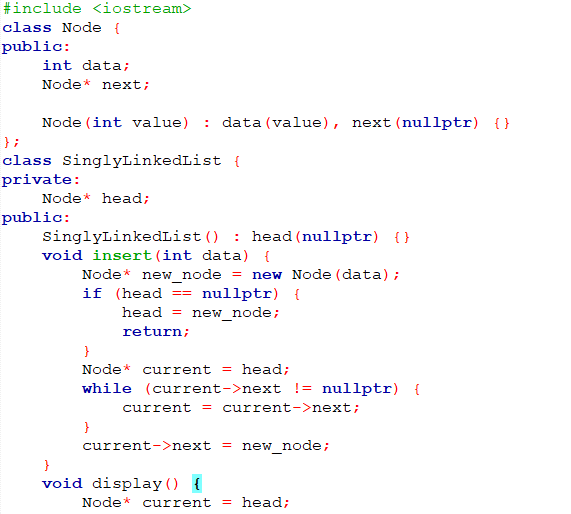 #include <iostream>
class Node {
public:
    int data;
    Node* next;

    Node(int value) : data(value), next(nullptr) {}
};
class SinglyLinkedList {
private:
    Node* head;
public:
    SinglyLinkedList() : head(nullptr) {}
    void insert(int data) {
        Node* new_node = new Node(data);
        if (head == nullptr) {
            head = new_node;
            return;
        }
        Node* current = head;
        while (current->next != nullptr) {
            current = current->next;
        }
        current->next = new_node;
    }
    void display() {
        Node* current = head;